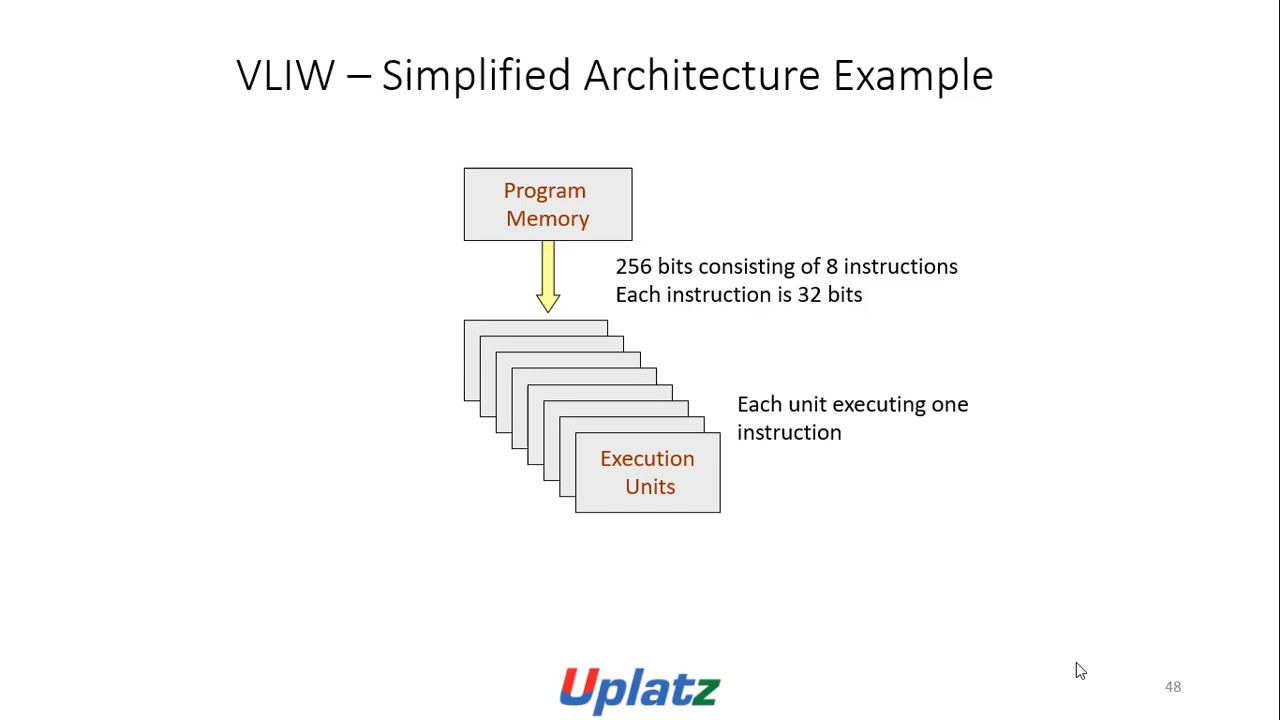 VLIW – Simplified Architecture Example
Program
Memory
256 bits consisting of 8 instructions
Each instruction is 32 bits
Each unit executing one
instruction
Execution
Units
Uplatz
48